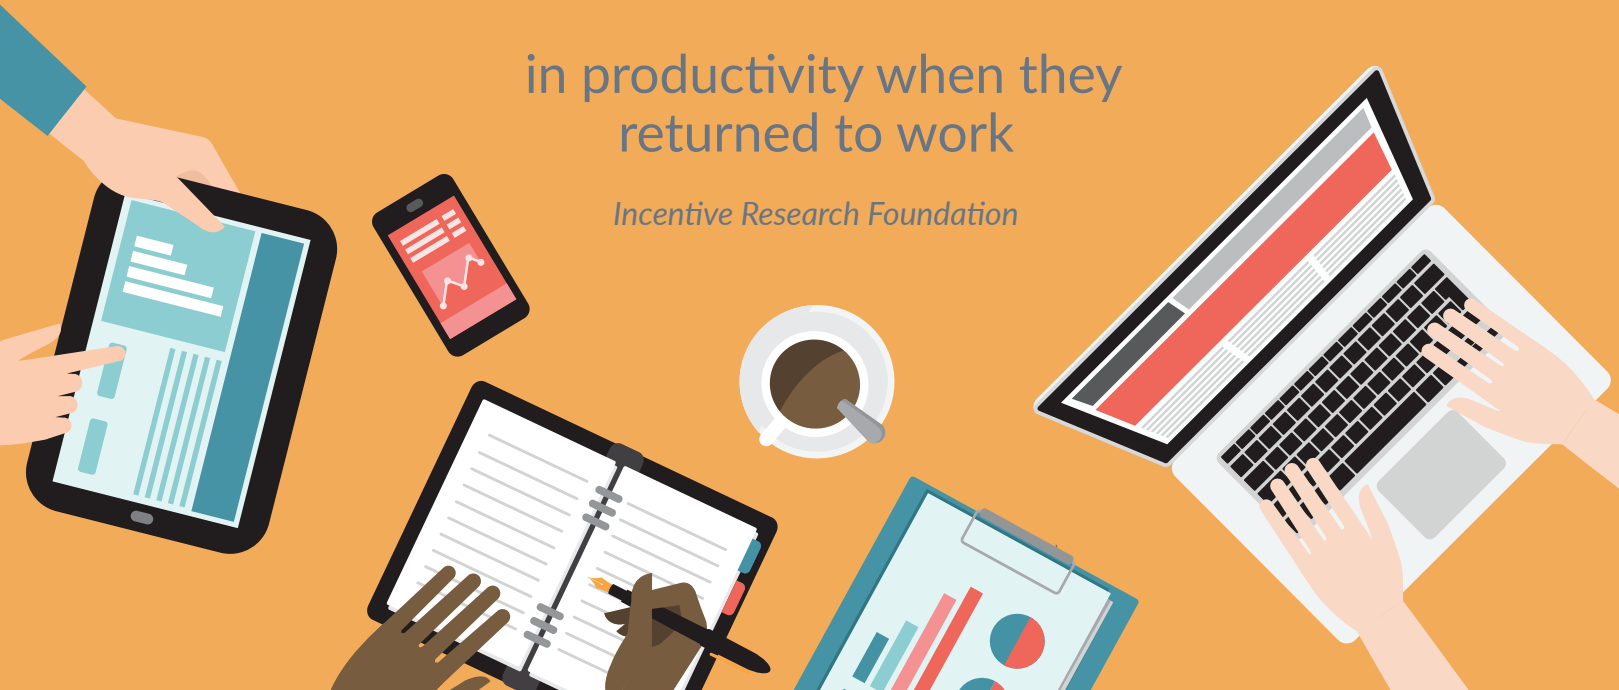 in productivity when they
returned to work
Incentive Research Foundation